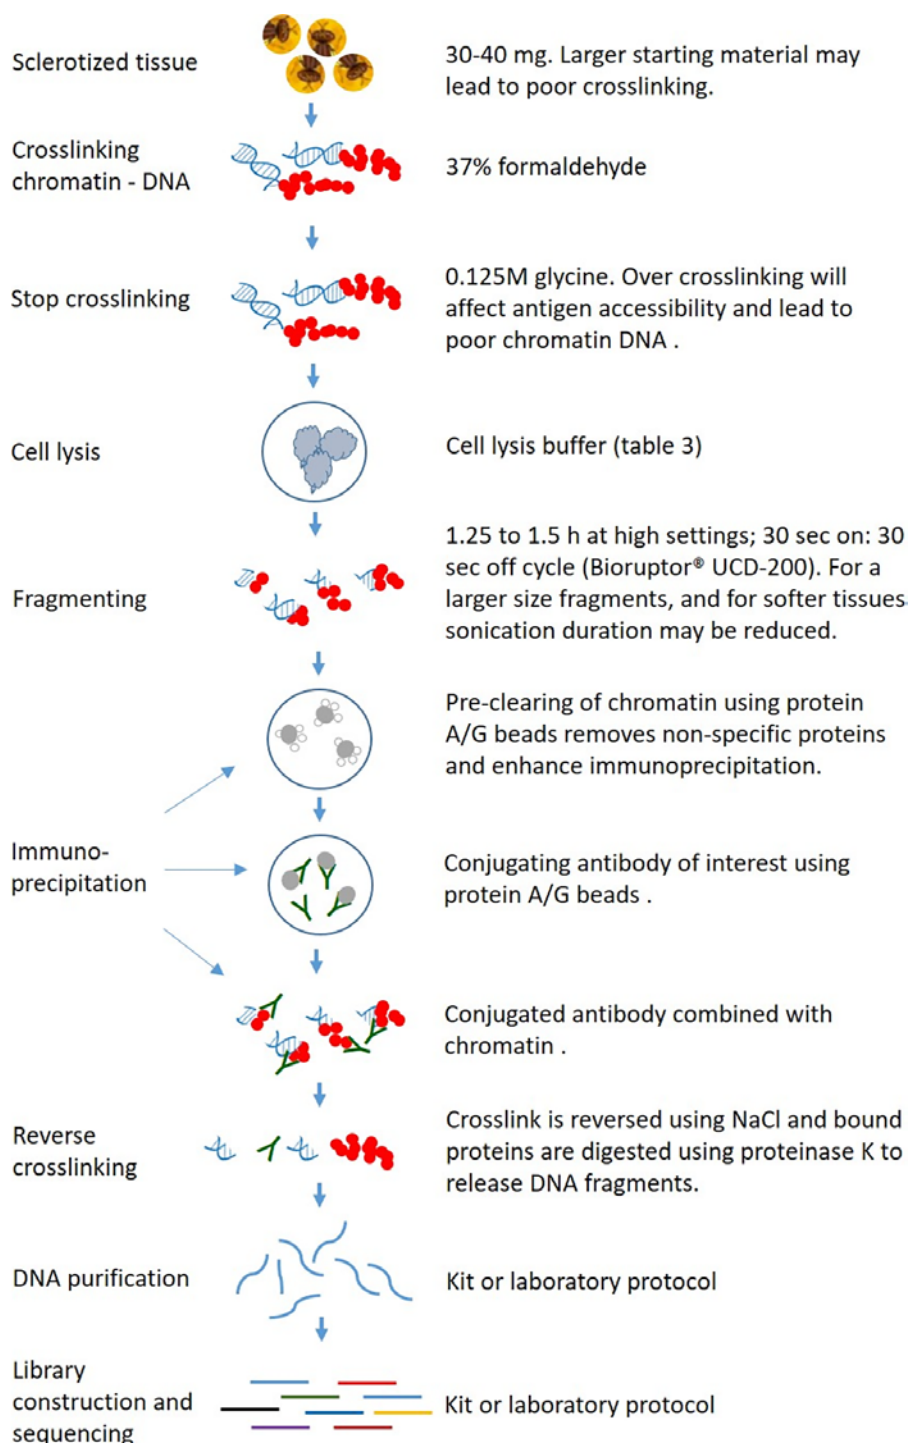 Sclerotized tissue
30-40 mg. Larger starting material may
lead to poor crosslinking.
Crosslinking
chromatin - DNA
37% formaldehyde
Stop crosslinking
0.125M glycine. Over crosslinking will
affect antigen accessibility and lead to
poor chromatin DNA .
Cell lysis
Cell lysis buffer (table 3)
Fragmenting
1.25 to 1.5 h at high settings; 30 sec on: 30
sec off cycle (Bioruptor® UCD-200). For a
larger size fragments, and for softer tissues
sonication duration may be reduced.
Pre-clearing of chromatin using protein
A/G beads removes non-specific proteins
and enhance immunoprecipitation.
Immuno-
precipitation
Conjugating antibody of interest using
protein A/G beads .
Conjugated antibody combined with
chromatin .
Reverse
crosslinking
Crosslink is reversed using NaCl and bound
proteins are digested using proteinase K to
release DNA fragments.
DNA purification
Kit or laboratory protocol
Library
construction and
sequencing
Kit or laboratory protocol